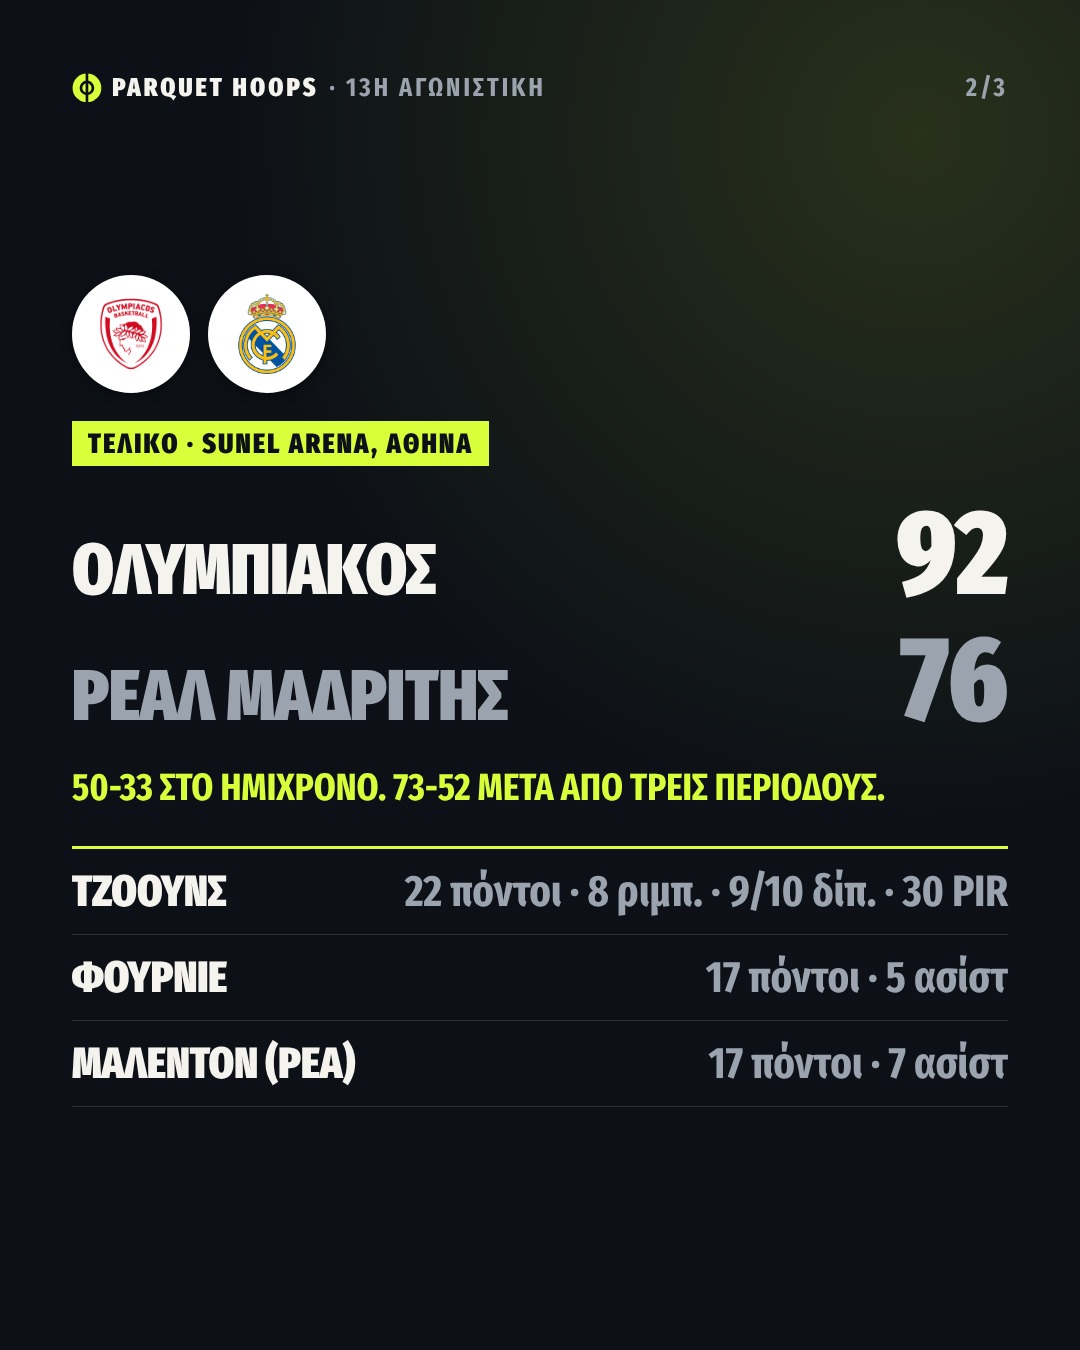 PARQUET HOOPS · 13Η ΑΓΩΝΙΣΤΙΚΗ
2/3
OLYMPIACOS
BASKETBALL
ΤΕΛΙΚΟ · SUNEL ARENA, ΑΘΗΝΑ
ΟΛΥΜΠΙΑΚΟΣ 92
ΡΕΑΛ ΜΑΔΡΙΤΗΣ 76
50-33 ΣΤΟ ΗΜΙΧΡΟΝΟ. 73-52 ΜΕΤΑ ΑΠΟ ΤΡΕΙΣ ΠΕΡΙΟΔΟΥΣ.
ΤΖΟΟΥΝΣ 22 πόντοι · 8 ριμπ. · 9/10 δίπ. · 30 PIR
ΦΟΥΡΝΙΕ 17 πόντοι · 5 ασίστ
ΜΑΛΕΝΤΟΝ (ΡΕΑ) 17 πόντοι · 7 ασίστ